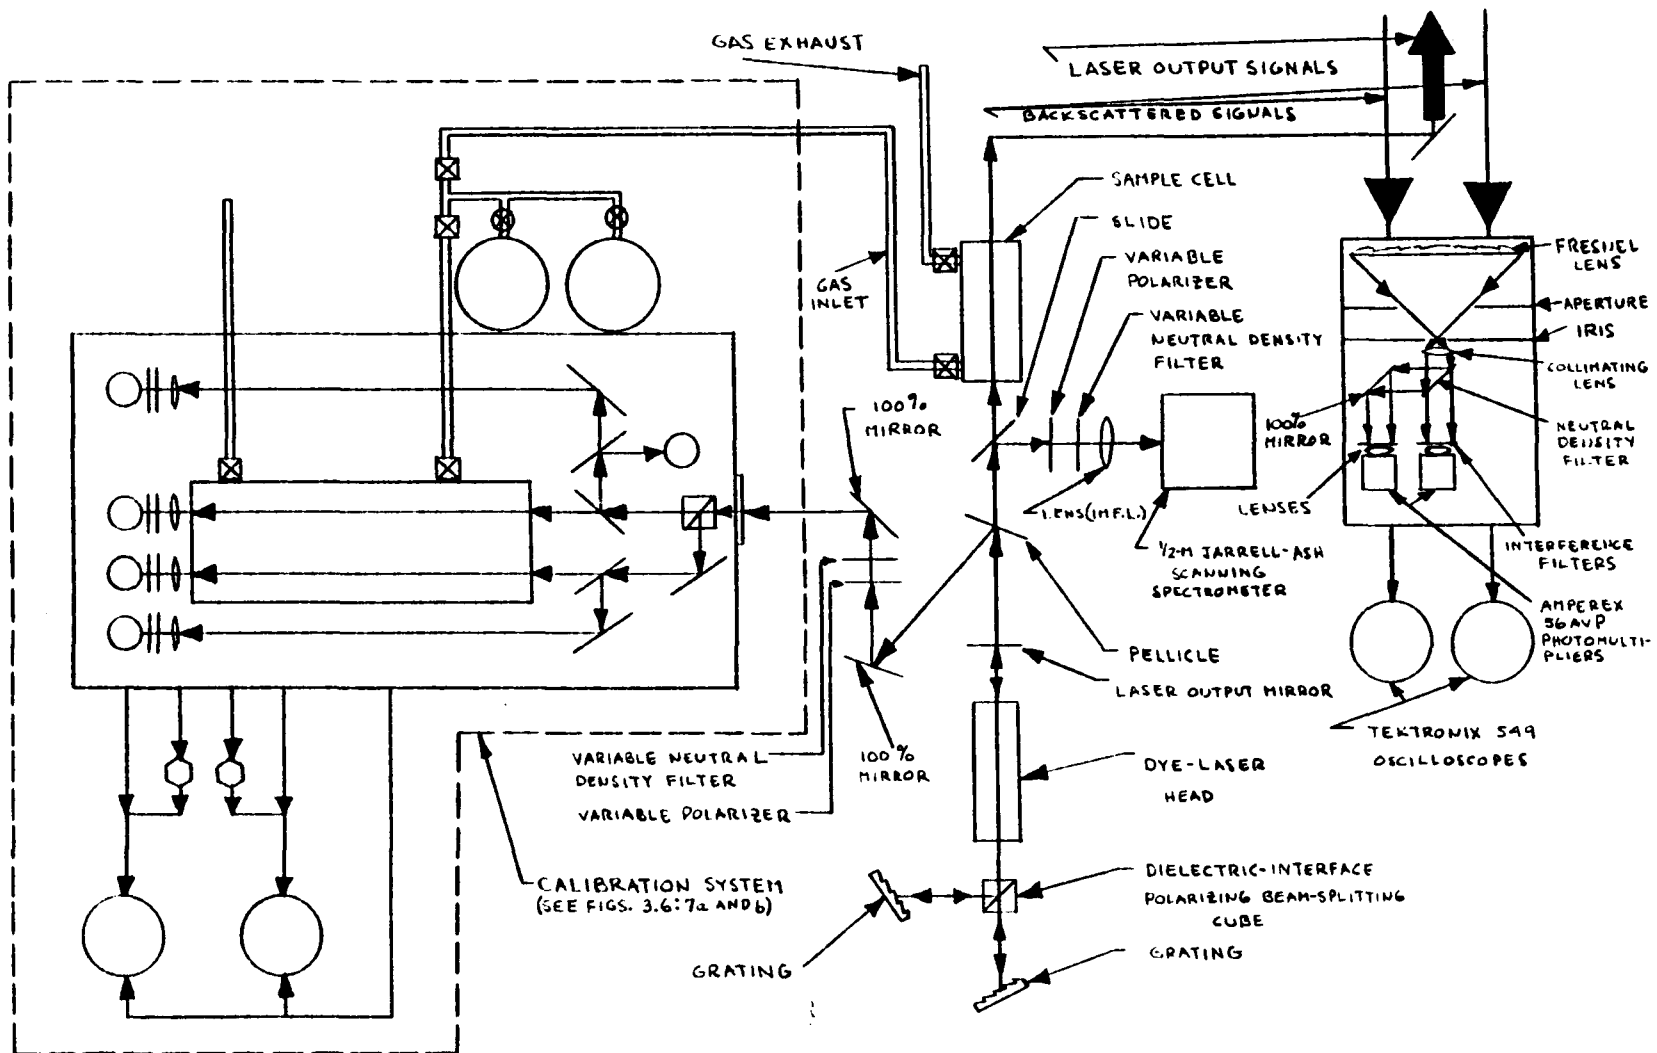 GAS EXHAUST
LASER OUTPUT SIGNALS
BACKSCATTERED SIGNALS
SAMPLE CELL
SLIDE
VARIABLE
POLARIZER
VARIABLE
NEUTRAL DENSITY
FILTER
GAS
INLET
FRESNEL
LENS
APERTURE
IRIS
COLLIMATING
LENS
100%
MIRROR
100%
MIRROR
NEUTRAL
DENSITY
FILTER
LENS (1M F.L.)
LENSES
1/2-M JARRELL-ASH
SCANNING
SPECTROMETER
INTERFERENCE
FILTERS
AMPEREX
56 AVP
PHOTOMULTI-
PLIERS
PELLICLE
LASER OUTPUT MIRROR
TEKTRONIX 549
OSCILLOSCOPES
VARIABLE NEUTRAL
DENSITY FILTER
100%
MIRROR
DYE-LASER
HEAD
VARIABLE POLARIZER
CALIBRATION SYSTEM
(SEE FIGS. 3.6:7a AND b)
DIELECTRIC-INTERFACE
POLARIZING BEAM-SPLITTING
CUBE
GRATING
GRATING